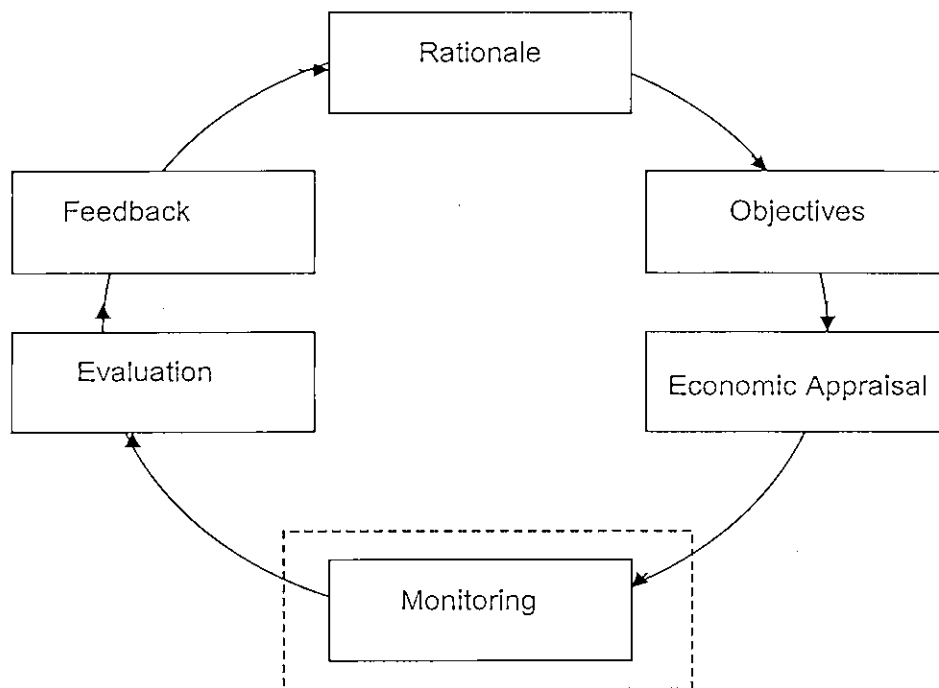 Rationale
Feedback
Objectives
Evaluation
Economic Appraisal
Monitoring